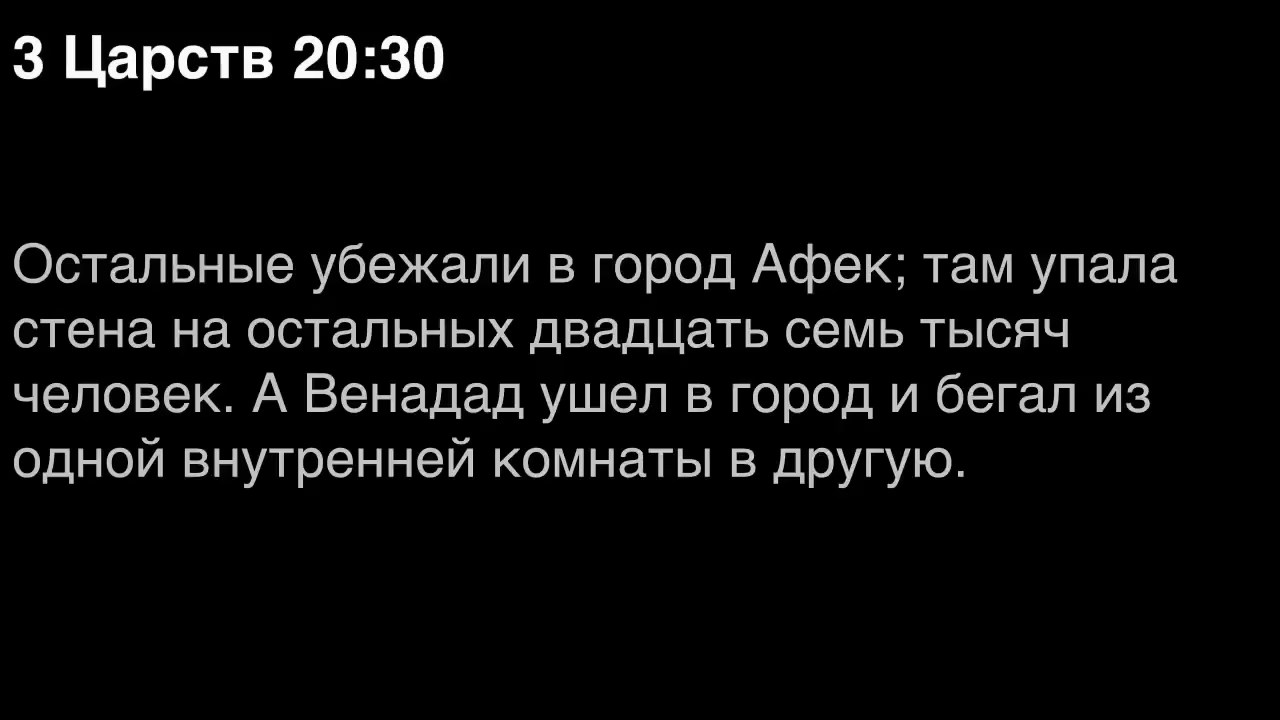 3 Царств 20:30
Остальные убежали в город Афек; там упала
стена на остальных двадцать семь тысяч
человек. А Венадад ушел в город и бегал из
одной внутренней комнаты в другую.